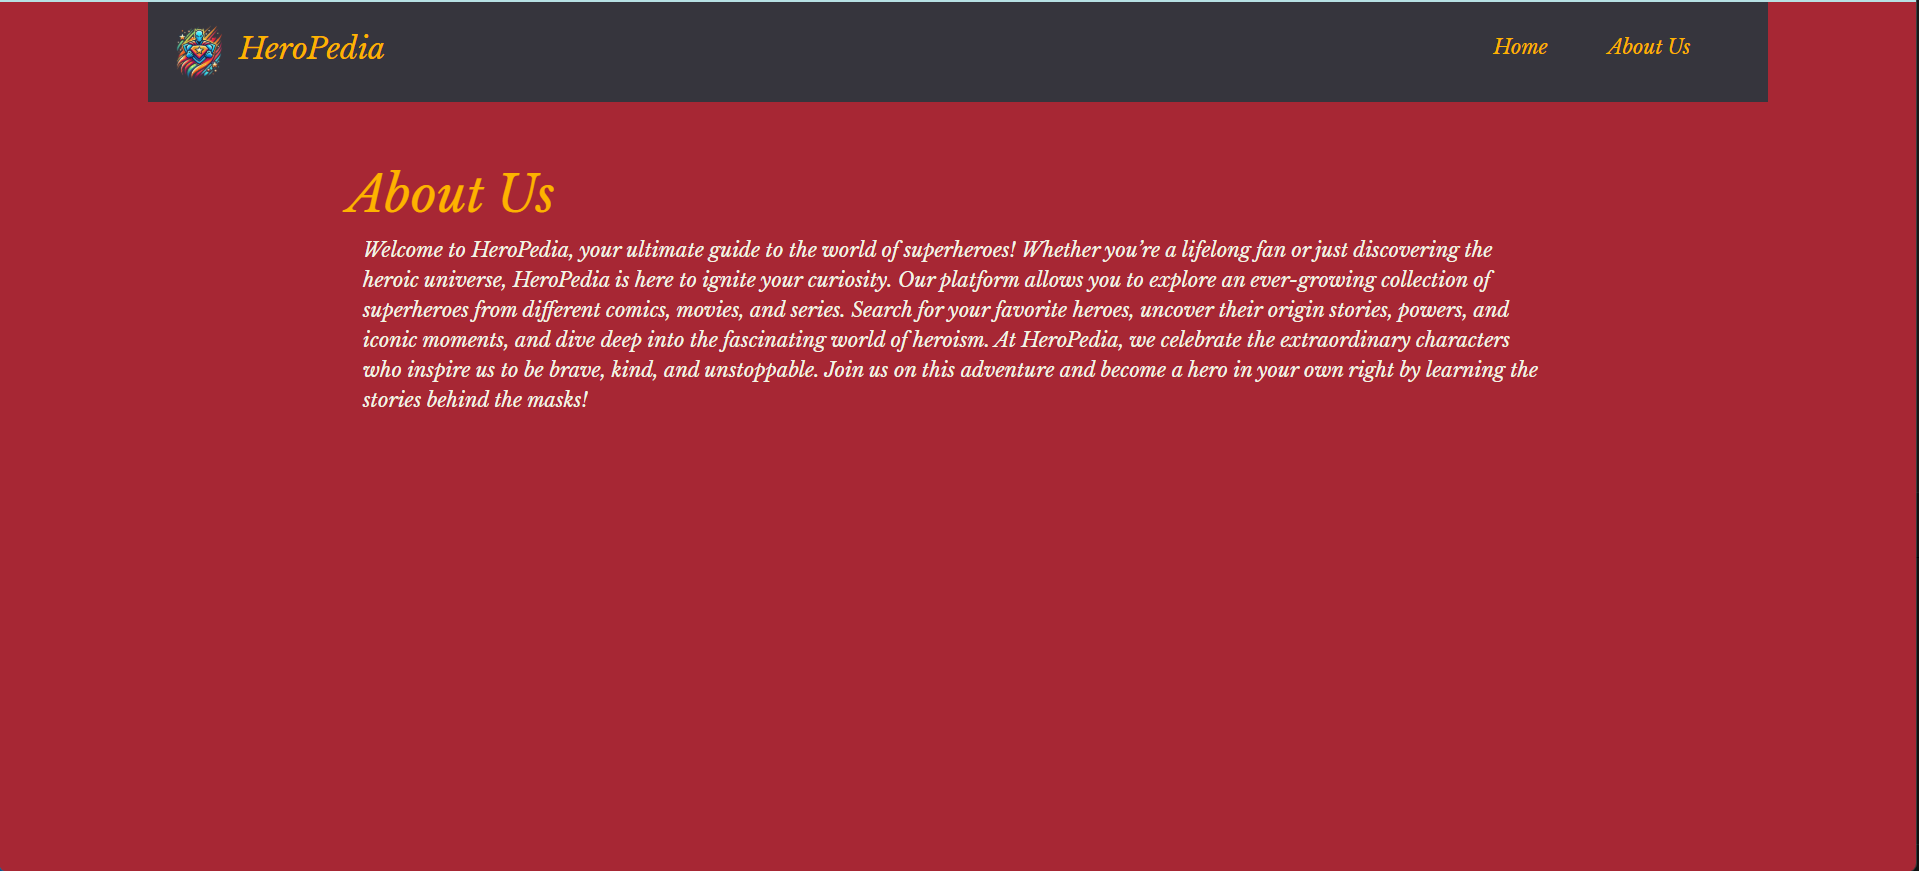 HeroPedia
Home
About Us
About Us
Welcome to HeroPedia, your ultimate guide to the world of superheroes! Whether you’re a lifelong fan or just discovering the
heroic universe, HeroPedia is here to ignite your curiosity. Our platform allows you to explore an ever-growing collection of
superheroes from different comics, movies, and series. Search for your favorite heroes, uncover their origin stories, powers, and
iconic moments, and dive deep into the fascinating world of heroism. At HeroPedia, we celebrate the extraordinary characters
who inspire us to be brave, kind, and unstoppable. Join us on this adventure and become a hero in your own right by learning the
stories behind the masks!